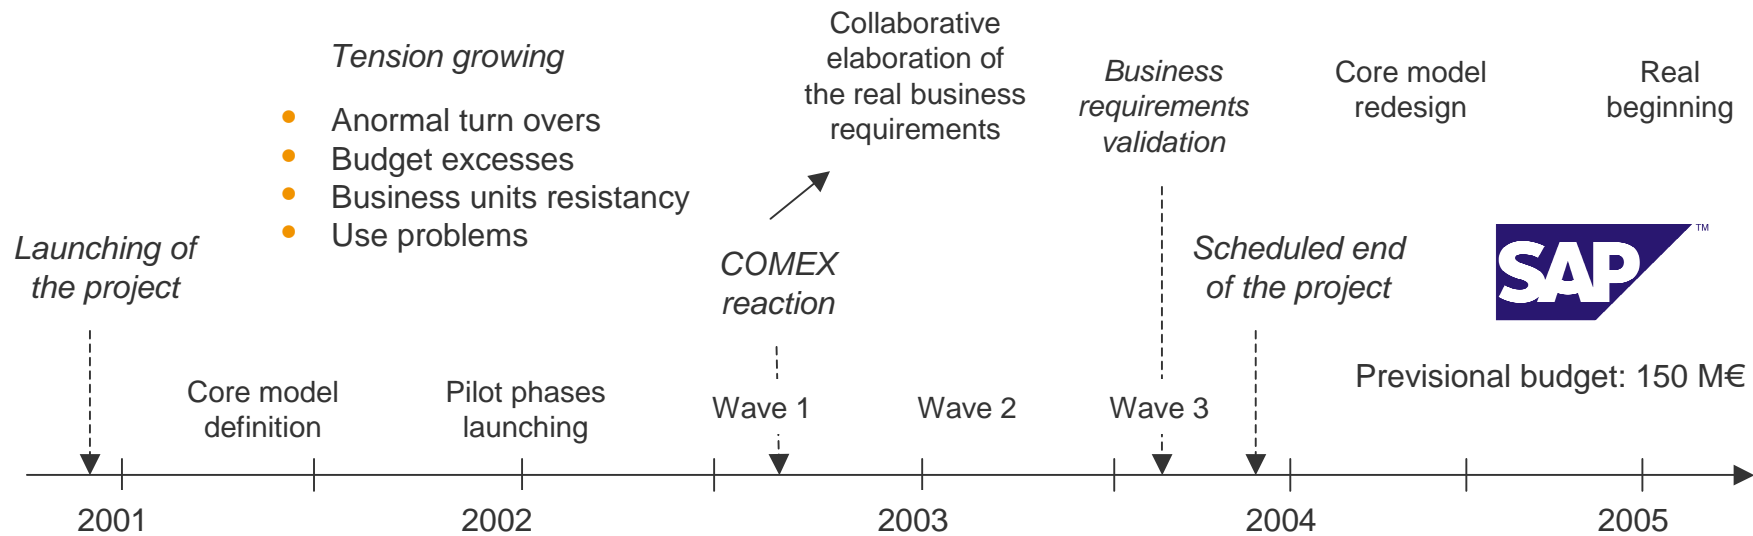 Launching of
the project
Tension growing
Anormal turn overs
Budget excesses
Business units resistancy
Use problems
COMEX
reaction
Collaborative
elaboration of
the real business
requirements
Business
requirements
validation
Scheduled end
of the project
Core model
redesign
Real
beginning
SAP
TM
Previsional budget: 150 M€
Core model
definition
Pilot phases
launching
Wave 1
Wave 2
Wave 3
2001
2002
2003
2004
2005